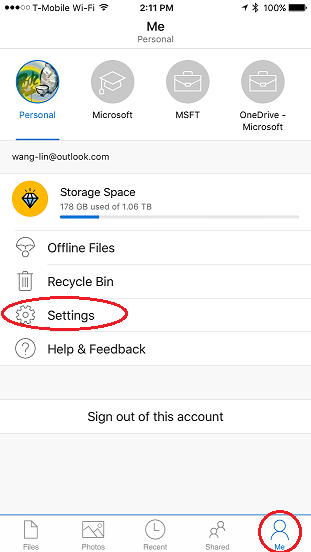 T-Mobile Wi-Fi 2:11 PM 100%
Me
Personal
Personal Microsoft MSFT OneDrive -
Microsoft
wang-lin@outlook.com
Storage Space
178 GB used of 1.06 TB
Offline Files
Recycle Bin
Settings
Help & Feedback
Sign out of this account
Files Photos Recent Shared Me